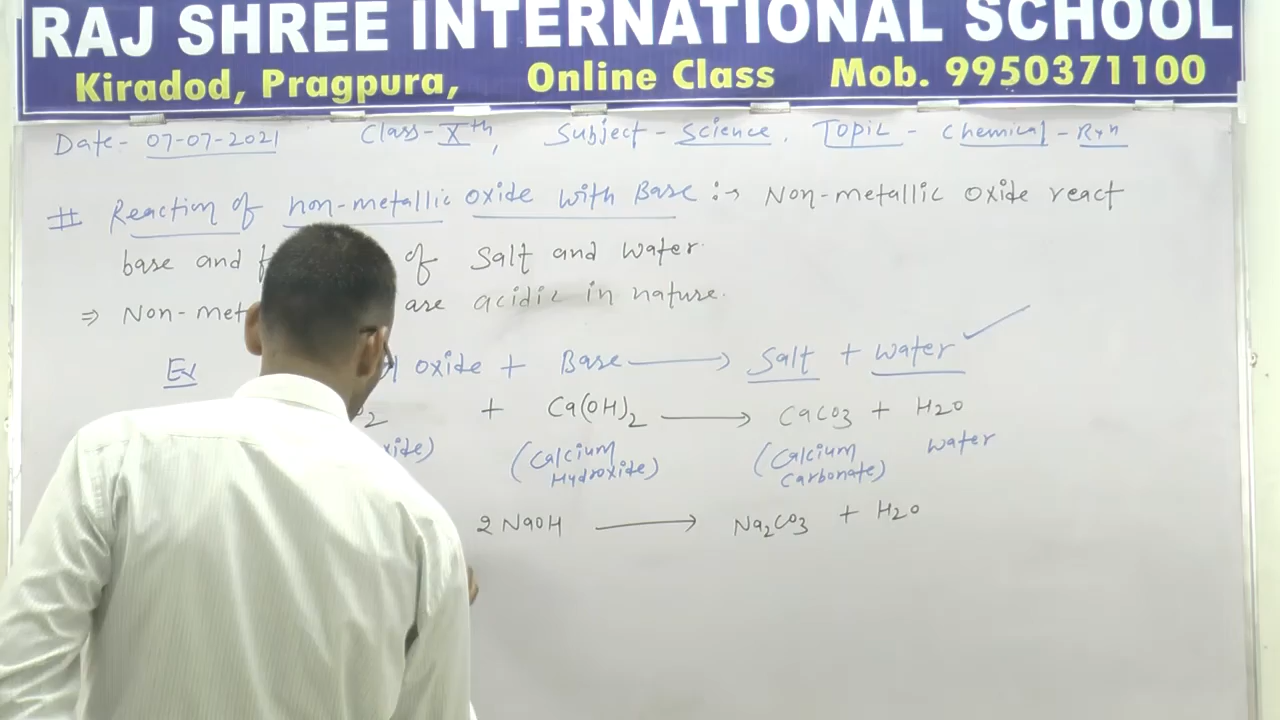 RAJ SHREE INTERNATIONAL SCHOOL
Kiradod, Pragpura, Online Class Mob. 9950371100
Date- 07-07-2021 Class- Xth, Subject- Science. Topic - Chemical-Rxn
# Reaction of non-metallic oxide with Base :→ Non-metallic oxide react
base and of salt and water.
⇒ Non-met are acidic in nature.
Ex oxide + Base → Salt + water ✓
2 + Ca(OH)2 → CaCO3 + H2O
xide) (Calcium Hydroxide) (Calcium Carbonate) water
2 NaOH → Na2CO3 + H2O